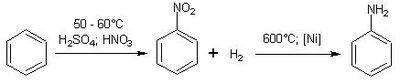 50 - 60°C
H₂SO₄; HNO₃
NO₂
+ H₂
600°C; [Ni]
NH₂